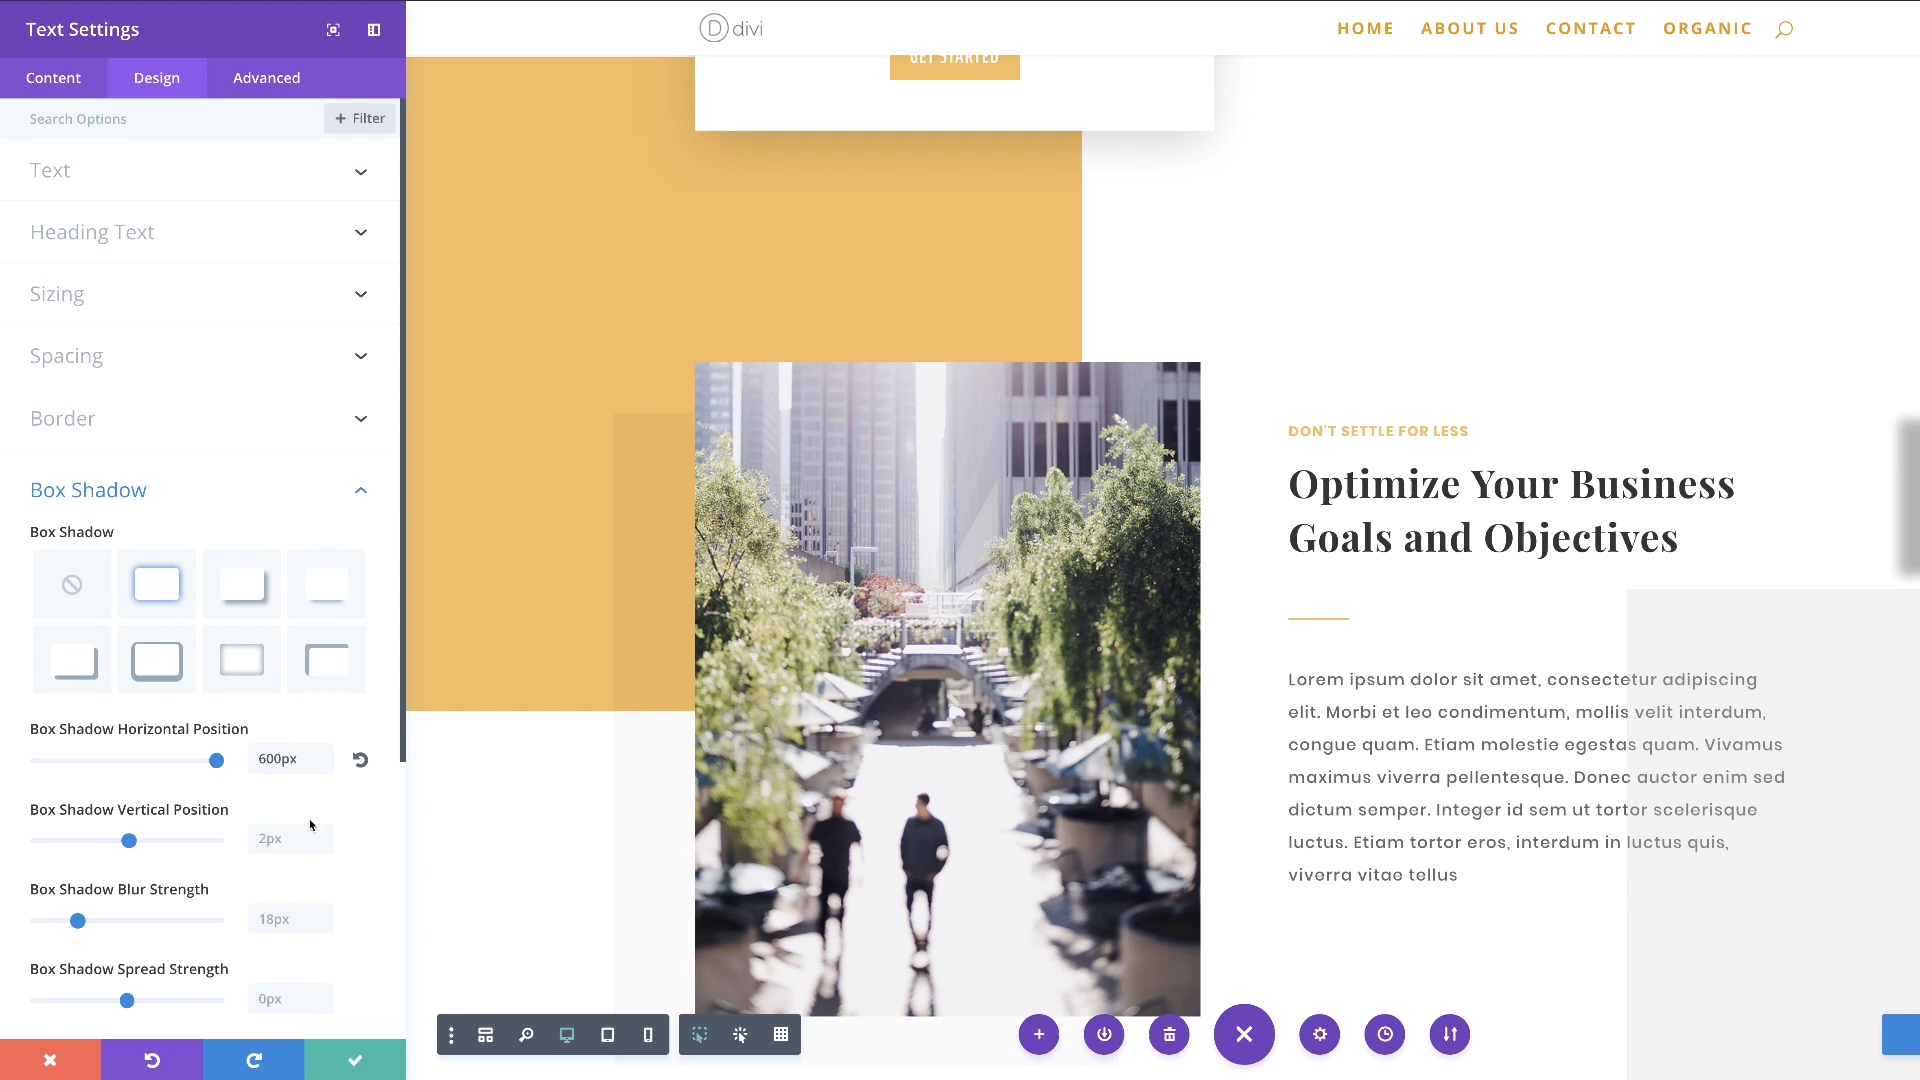 Text Settings
Content
Design
Advanced
Search Options
+ Filter
Text
Heading Text
Sizing
Spacing
Border
Box Shadow
Box Shadow
Box Shadow Horizontal Position
600px
Box Shadow Vertical Position
2px
Box Shadow Blur Strength
18px
Box Shadow Spread Strength
0px
D divi
HOME
ABOUT US
CONTACT
ORGANIC
GET STARTED
DON'T SETTLE FOR LESS
Optimize Your Business
Goals and Objectives
Lorem ipsum dolor sit amet, consectetur adipiscing
elit. Morbi et leo condimentum, mollis velit interdum,
congue quam. Etiam molestie egestas quam. Vivamus
maximus viverra pellentesque. Donec auctor enim sed
dictum semper. Integer id sem ut tortor scelerisque
luctus. Etiam tortor eros, interdum in luctus quis,
viverra vitae tellus